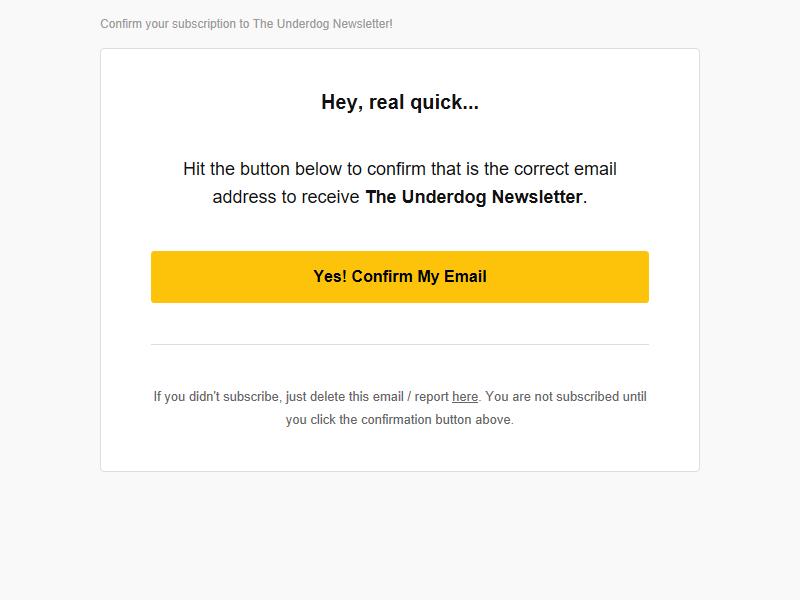 Confirm your subscription to The Underdog Newsletter!
Hey, real quick...
Hit the button below to confirm that is the correct email
address to receive The Underdog Newsletter.
Yes! Confirm My Email
If you didn't subscribe, just delete this email / report here. You are not subscribed until
you click the confirmation button above.